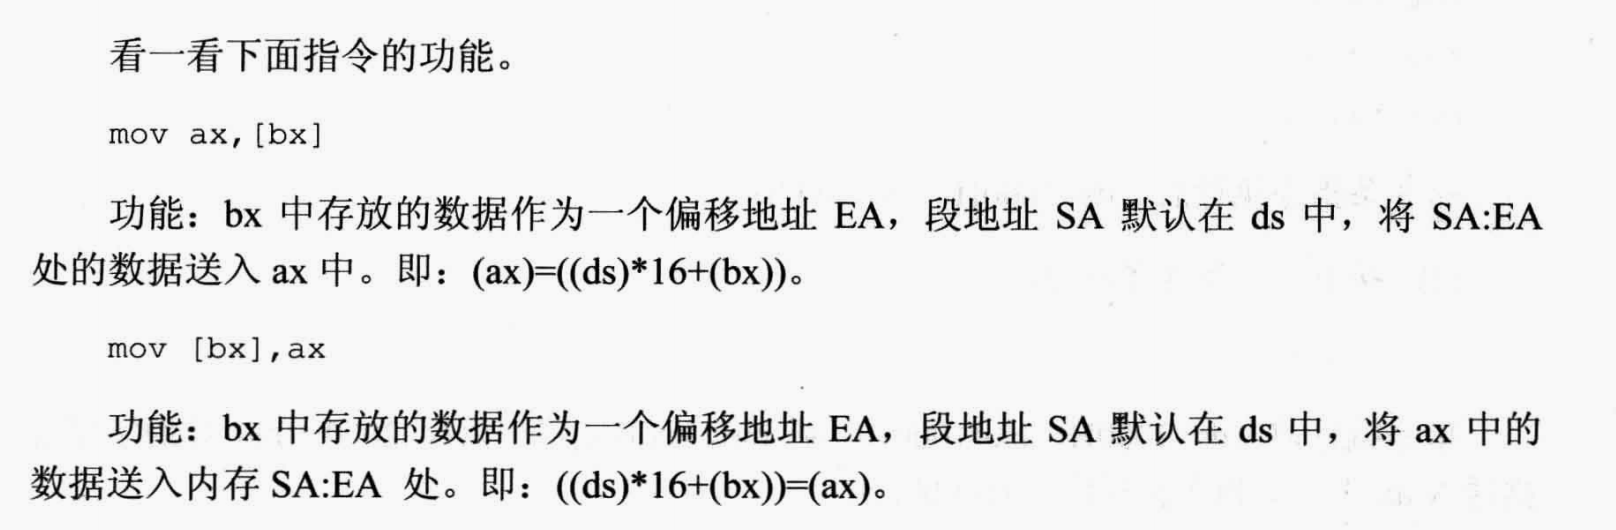 看一看下面指令的功能。
mov ax,[bx]
功能：bx 中存放的数据作为一个偏移地址 EA，段地址 SA 默认在 ds 中，将 SA:EA
处的数据送入 ax 中。即：(ax)=((ds)*16+(bx))。
mov [bx],ax
功能：bx 中存放的数据作为一个偏移地址 EA，段地址 SA 默认在 ds 中，将 ax 中的
数据送入内存 SA:EA 处。即：((ds)*16+(bx))=(ax)。